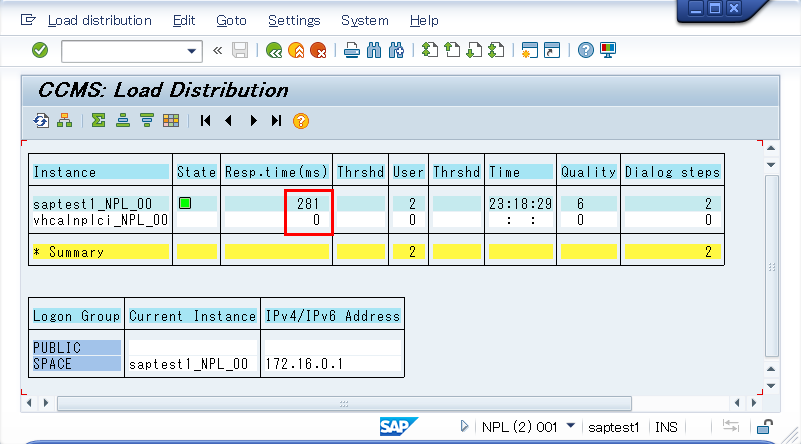 Load distribution Edit Goto Settings System Help
CCMS: Load Distribution
Instance State Resp.time(ms) Thrshd User Thrshd Time Quality Dialog steps
saptest1_NPL_00 281 2 23:18:29 6 2
vhcalnplci_NPL_00 0 0 : : 0 0
* Summary 2 2
Logon Group Current Instance IPv4/IPv6 Address
PUBLIC
SPACE saptest1_NPL_00 172.16.0.1
SAP NPL (2) 001 saptest1 INS